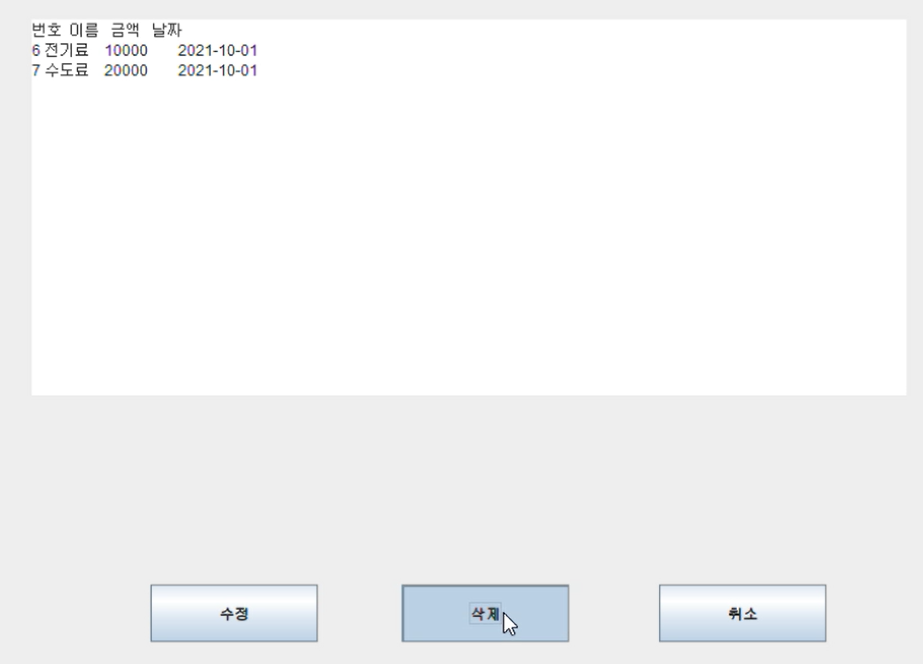 번호 이름 금액 날짜
6 전기료 10000 2021-10-01
7 수도료 20000 2021-10-01
수정 삭제 취소